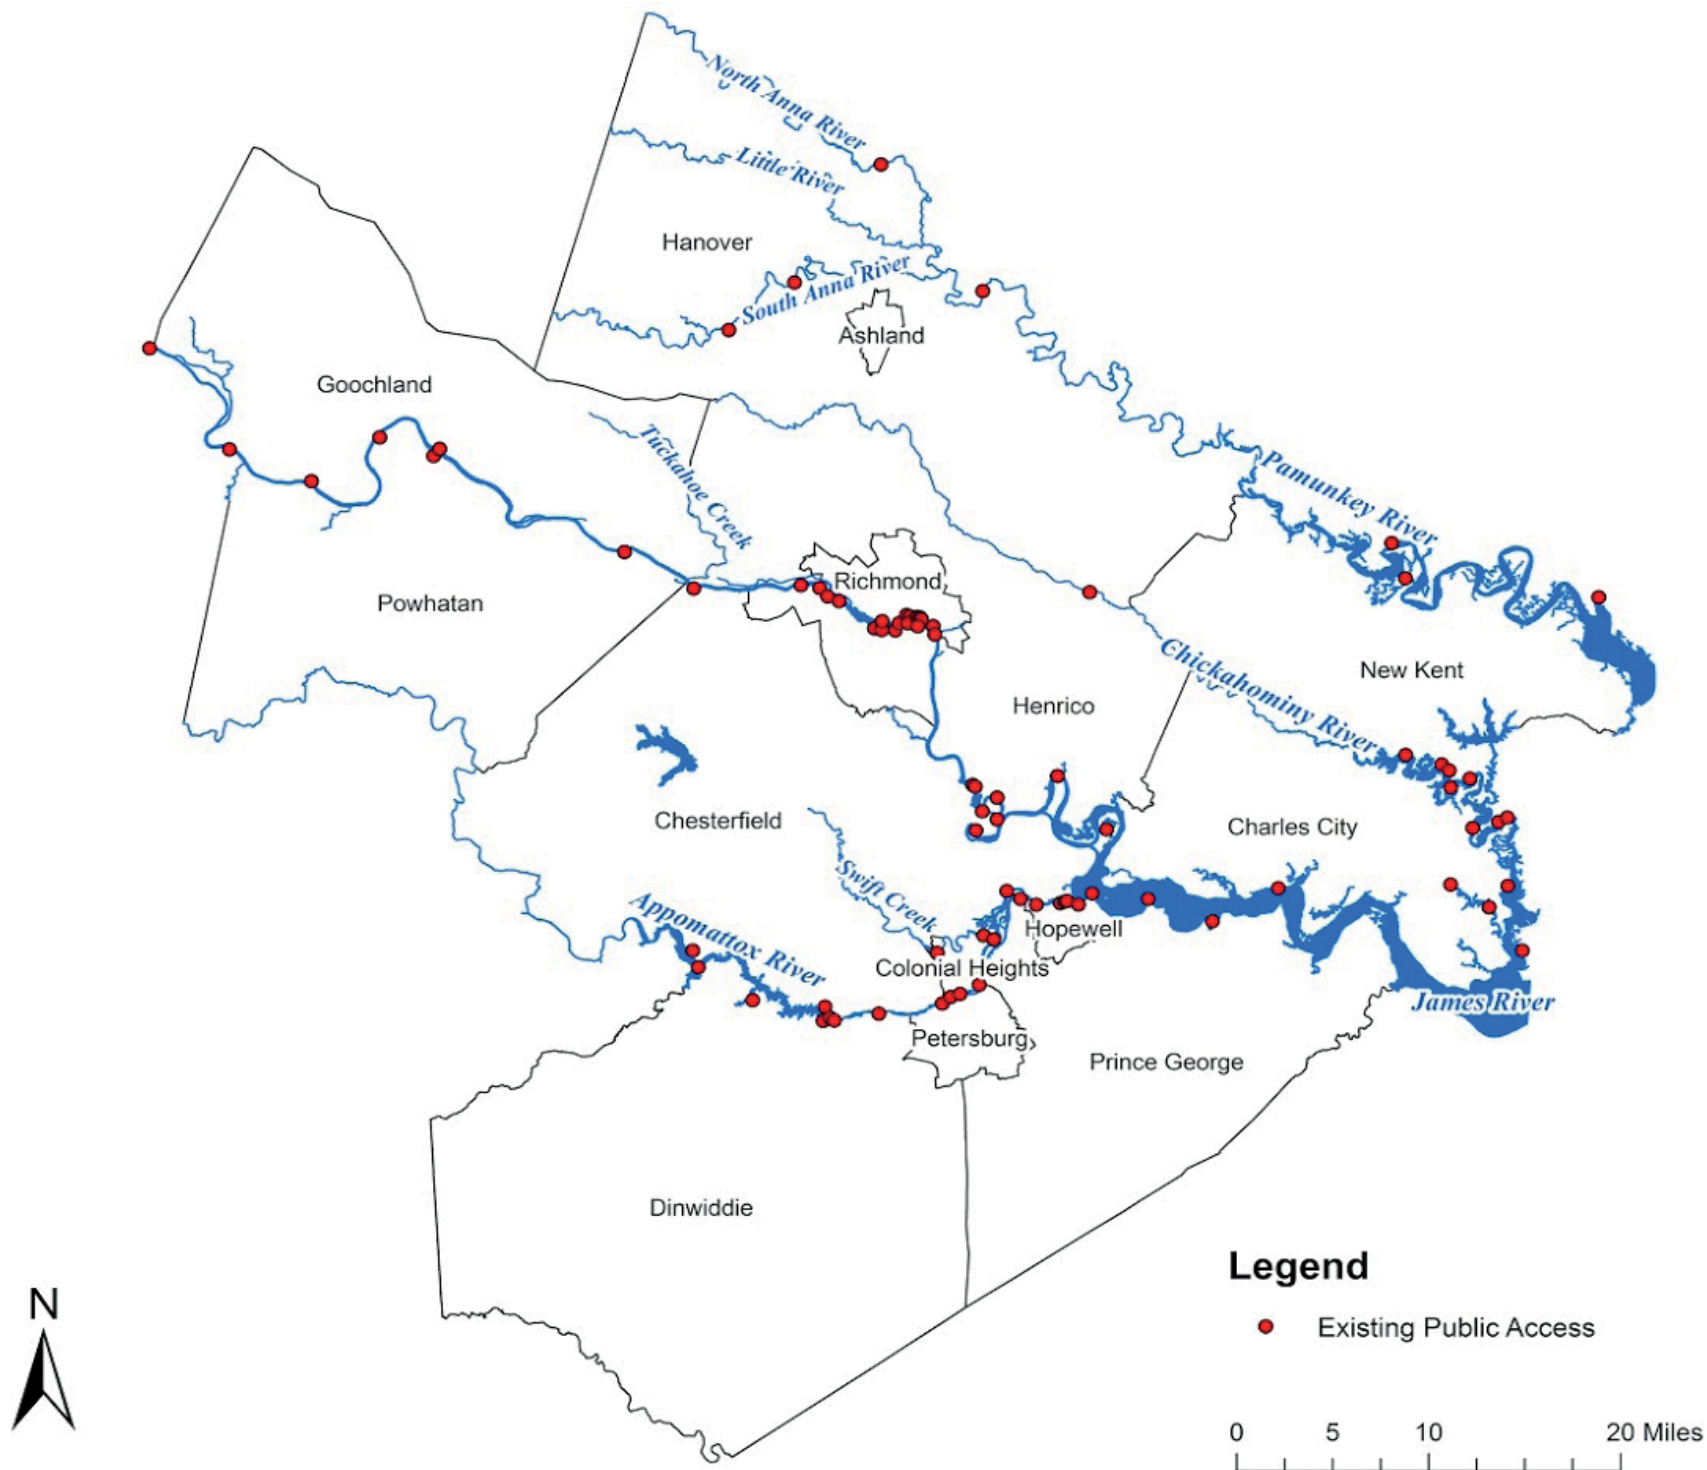 North Anna River
Little River
Hanover
South Anna River
Ashland
Goochland
Tuckahoe Creek
Pamunkey River
Richmond
Powhatan
Chickahominy River
New Kent
Henrico
Chesterfield
Charles City
Swift Creek
Appomattox River
Hopewell
Colonial Heights
James River
Petersburg
Prince George
Dinwiddie
Legend
Existing Public Access
N
0 5 10 20 Miles